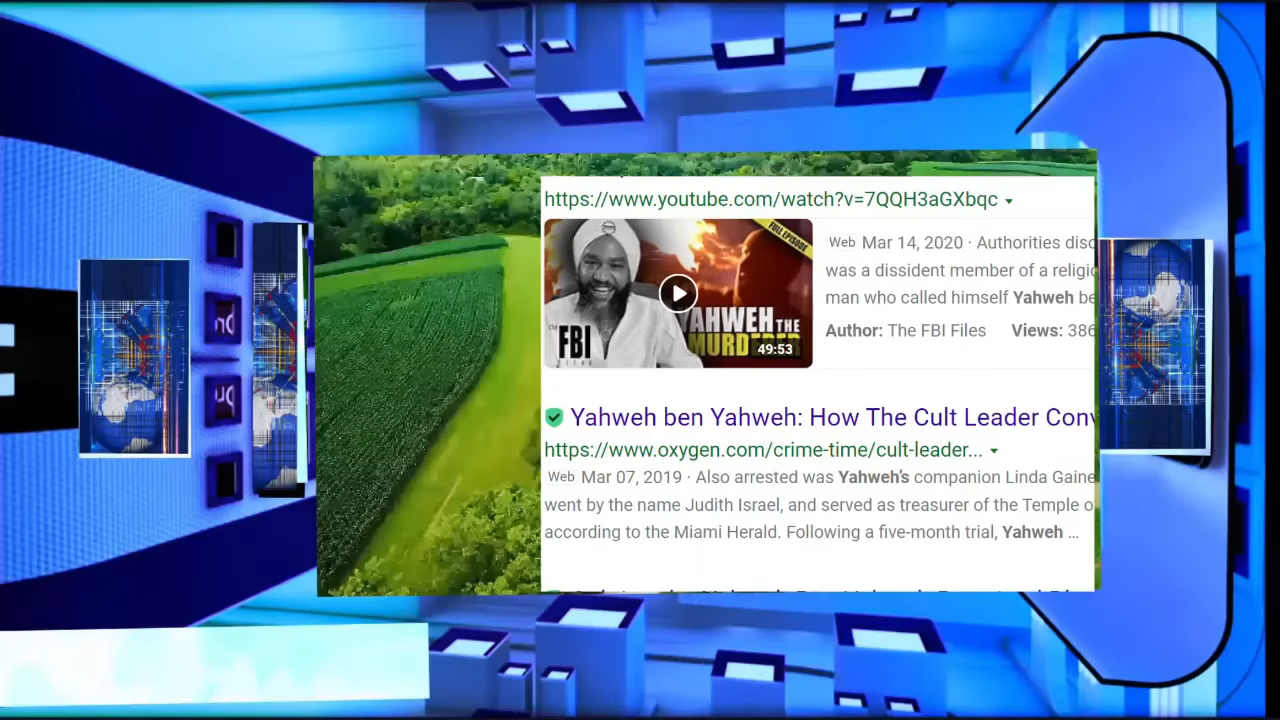 https://www.youtube.com/watch?v=7QQH3aGXbqc
FULL EPISODE
Web Mar 14, 2020 · Authorities disc
was a dissident member of a religi
man who called himself Yahweh be
Author: The FBI Files Views: 386
the
FBI
files
YAHWEH THE
MURDERER
49:53
Yahweh ben Yahweh: How The Cult Leader Conv
https://www.oxygen.com/crime-time/cult-leader...
Web Mar 07, 2019 · Also arrested was Yahweh's companion Linda Gaine
went by the name Judith Israel, and served as treasurer of the Temple o
according to the Miami Herald. Following a five-month trial, Yahweh ...